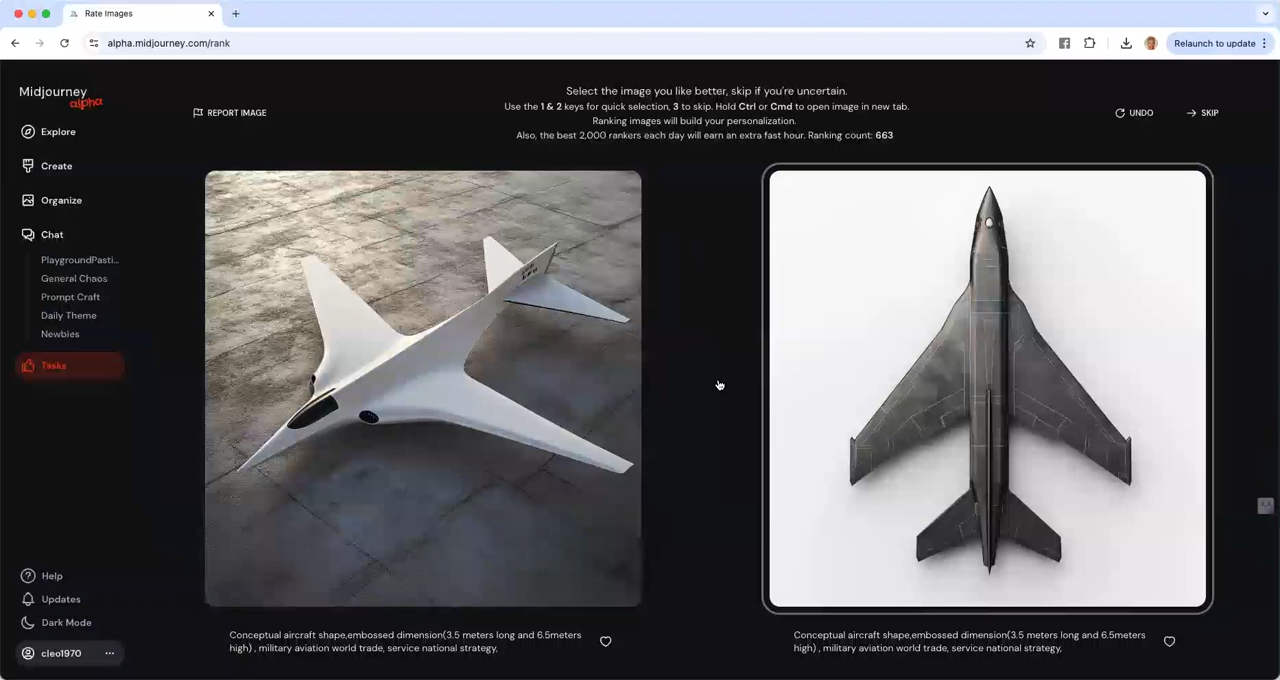 Rate Images
alpha.midjourney.com/rank
Relaunch to update
Midjourney
alpha
Explore
Create
Organize
Chat
PlaygroundPasti...
General Chaos
Prompt Craft
Daily Theme
Newbies
Tasks
Help
Updates
Dark Mode
cleo1970
REPORT IMAGE
Select the image you like better, skip if you're uncertain.
Use the 1 & 2 keys for quick selection, 3 to skip. Hold Ctrl or Cmd to open image in new tab.
Ranking images will build your personalization.
Also, the best 2,000 rankers each day will earn an extra fast hour. Ranking count: 663
UNDO
SKIP
Conceptual aircraft shape,embossed dimension(3.5 meters long and 6.5meters
high) , military aviation world trade, service national strategy,
Conceptual aircraft shape,embossed dimension(3.5 meters long and 6.5meters
high) , military aviation world trade, service national strategy,